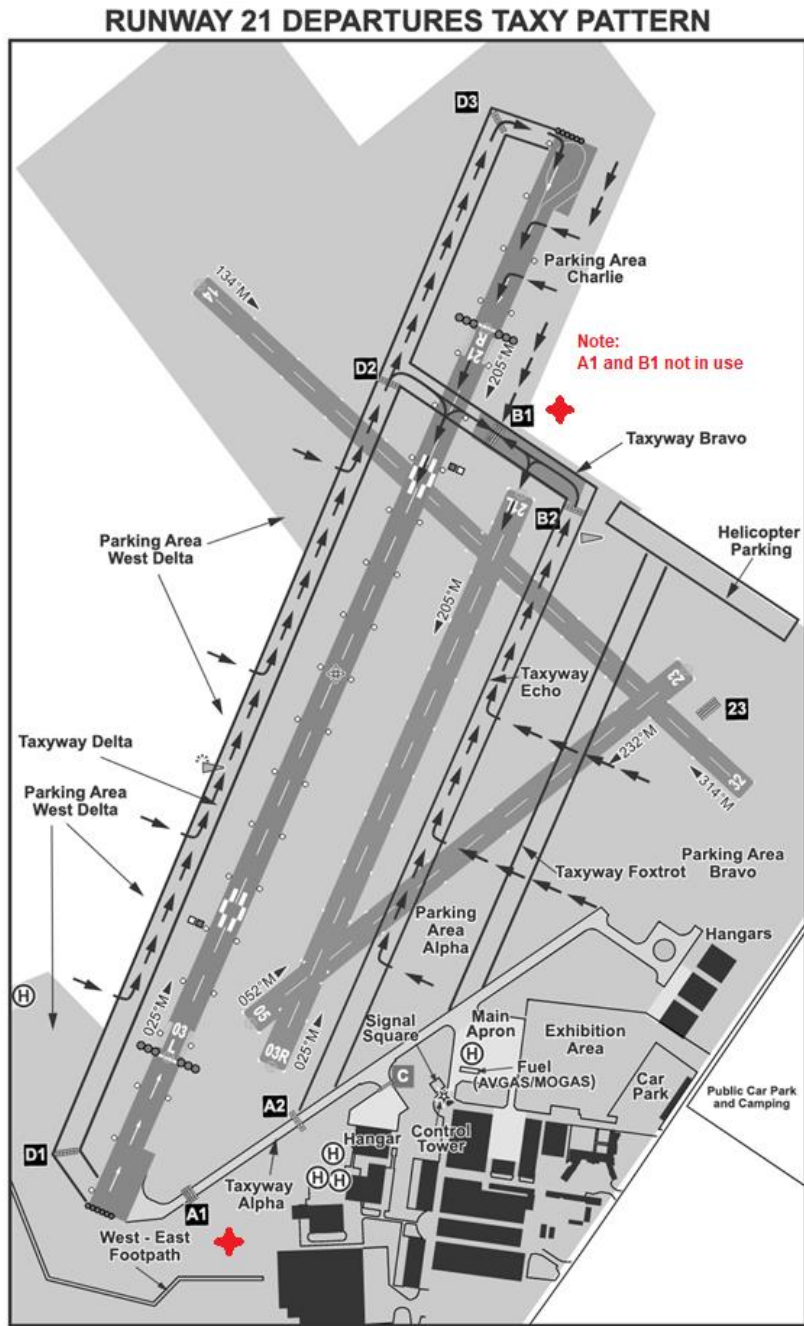 RUNWAY 21 DEPARTURES TAXY PATTERN
D3
134°M
14
Parking Area
Charlie
21R
205°M
Note:
A1 and B1 not in use
D2
B1
Taxyway Bravo
21L
B2
Helicopter
Parking
Parking Area
West Delta
205°M
Taxyway
Echo
23
23
232°M
314°M
32
Taxyway Delta
Parking Area
West Delta
Taxyway Foxtrot
Parking Area
Bravo
Parking
Area
Alpha
Hangars
H
025°M
03
L
052°M
05
03R
025°M
Signal
Square
Main
Apron
H
Exhibition
Area
Fuel
(AVGAS/MOGAS)
Car
Park
Public Car Park
and Camping
C
A2
Hangar
Control
Tower
D1
Taxyway
Alpha
H
H
H
A1
West - East
Footpath